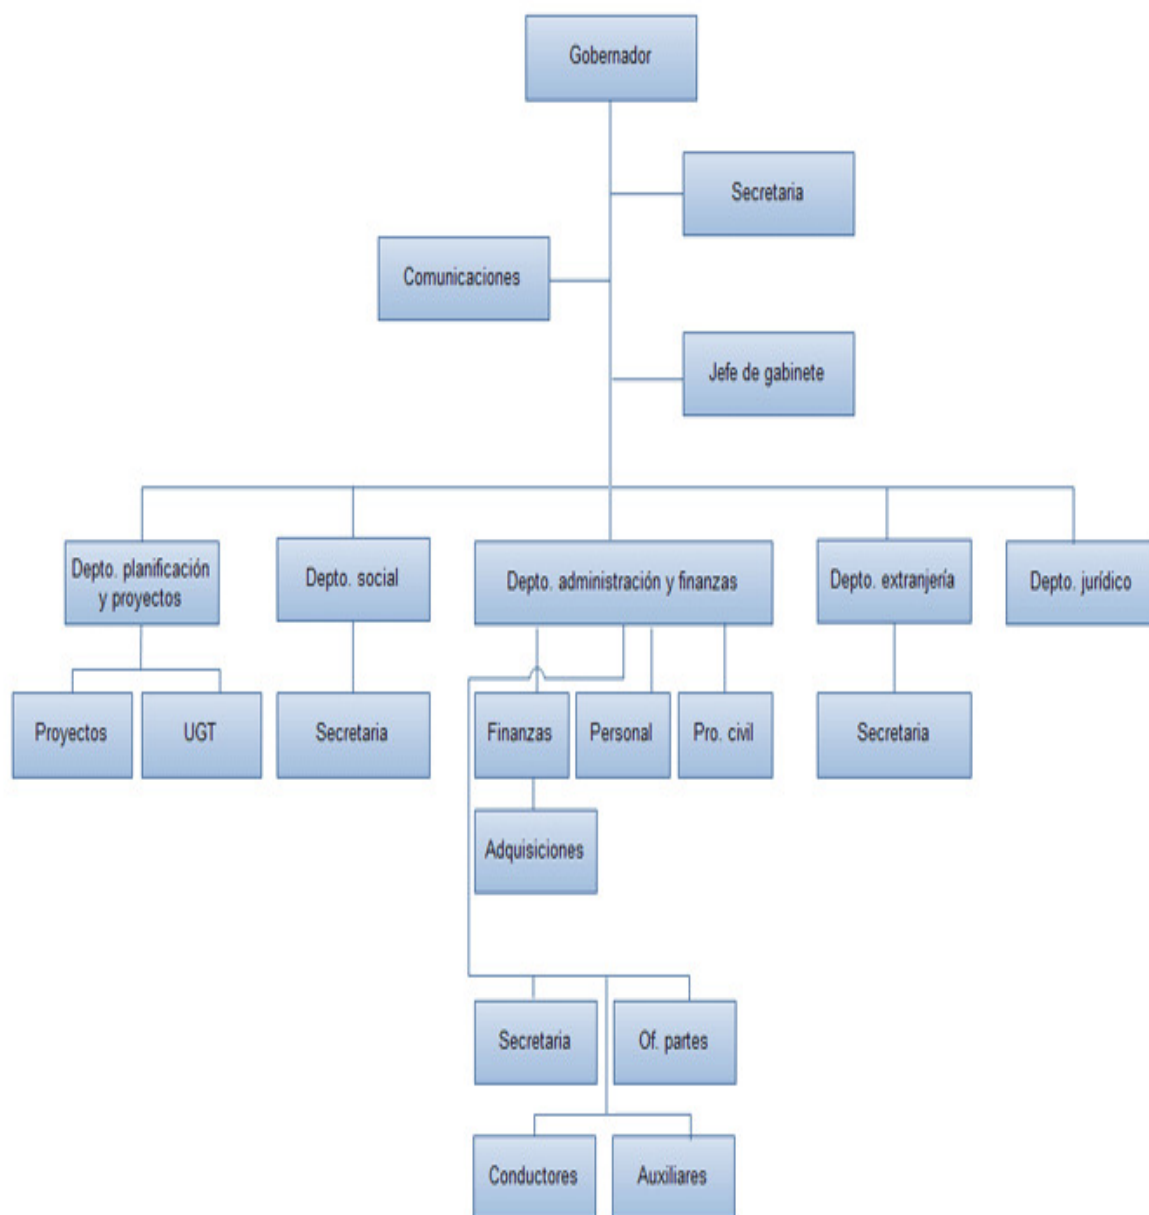 Gobernador
Secretaria
Comunicaciones
Jefe de gabinete
Depto. planificación
y proyectos
Depto. social
Depto. administración y finanzas
Depto. extranjería
Depto. jurídico
Proyectos
UGT
Secretaria
Finanzas
Personal
Pro. civil
Secretaria
Adquisiciones
Secretaria
Of. partes
Conductores
Auxiliares